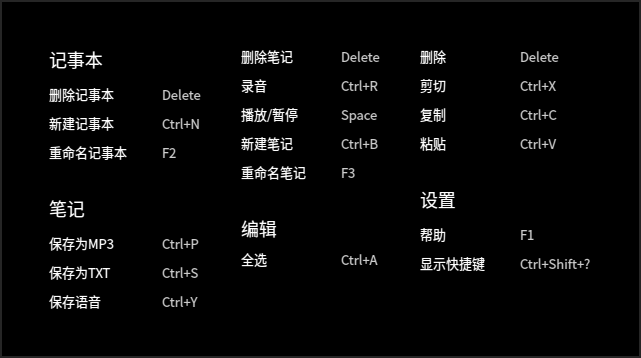 记事本
删除记事本 Delete
新建记事本 Ctrl+N
重命名记事本 F2
笔记
保存为MP3 Ctrl+P
保存为TXT Ctrl+S
保存语音 Ctrl+Y
删除笔记 Delete
录音 Ctrl+R
播放/暂停 Space
新建笔记 Ctrl+B
重命名笔记 F3
编辑
全选 Ctrl+A
删除 Delete
剪切 Ctrl+X
复制 Ctrl+C
粘贴 Ctrl+V
设置
帮助 F1
显示快捷键 Ctrl+Shift+?